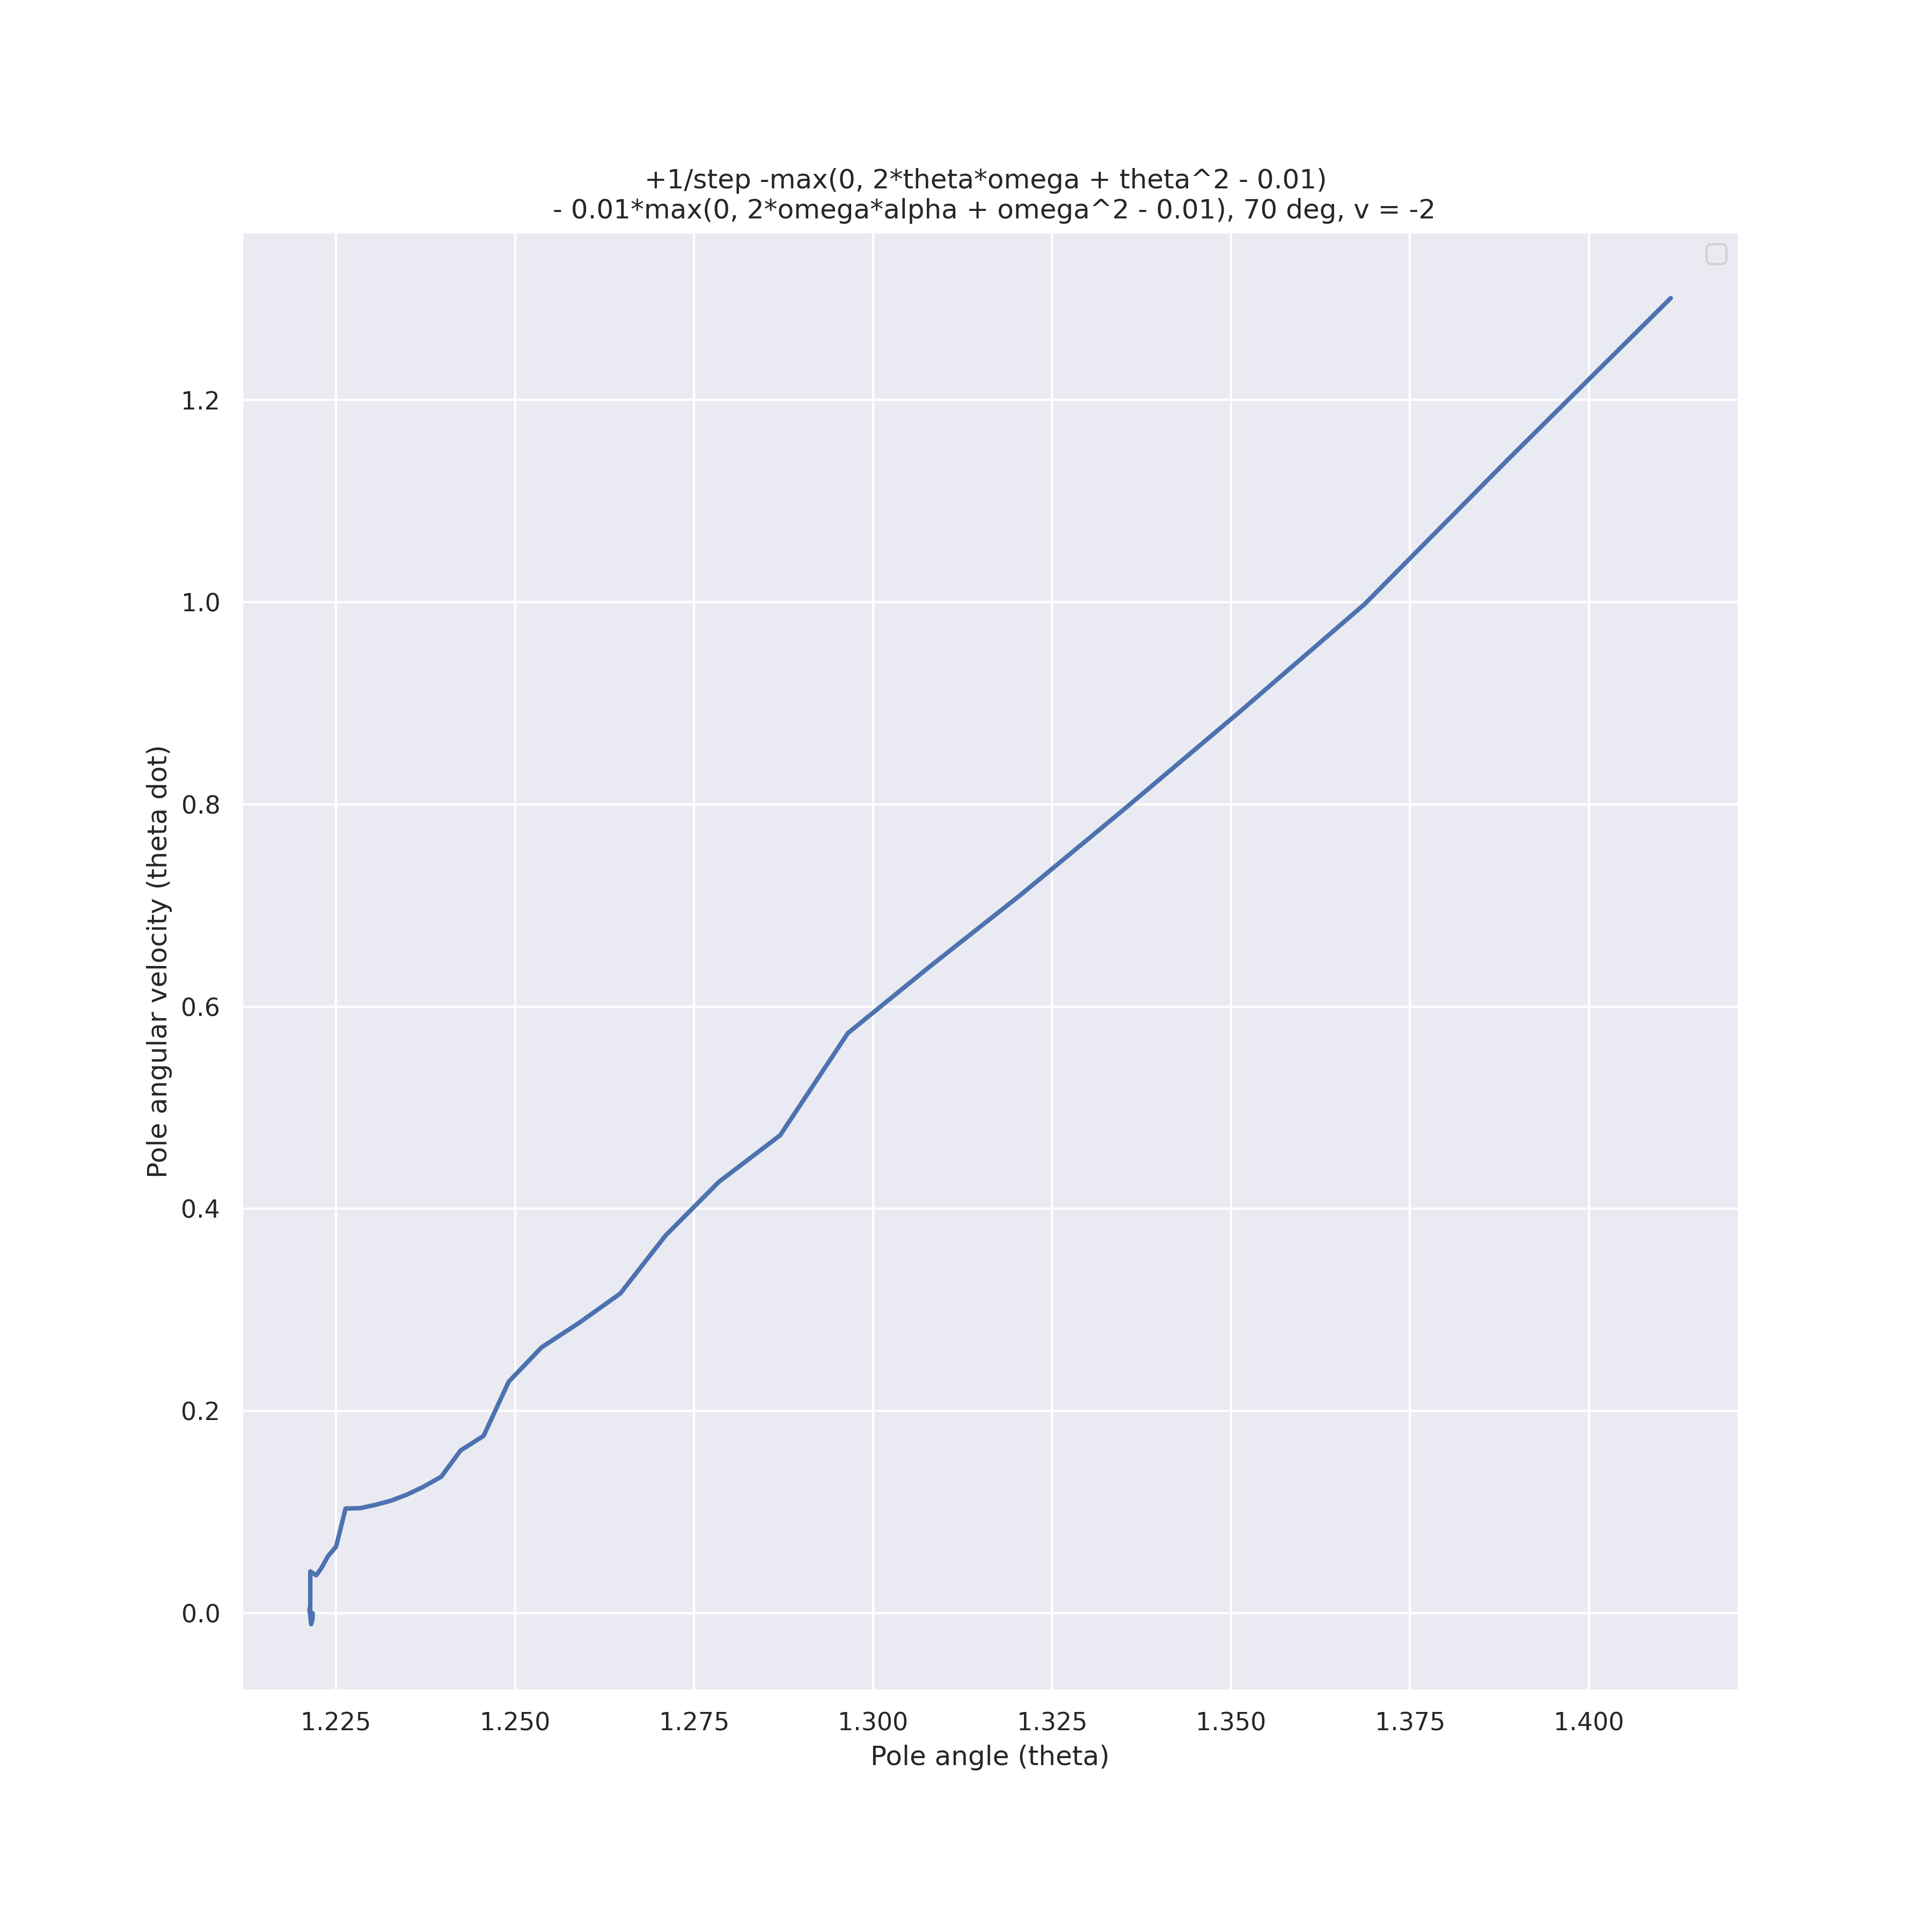 +1/step -max(0, 2*theta*omega + theta^2 - 0.01)
- 0.01*max(0, 2*omega*alpha + omega^2 - 0.01), 70 deg, v = -2
1.2
1.0
0.8
0.6
0.4
0.2
0.0
Pole angular velocity (theta dot)
1.225 1.250 1.275 1.300 1.325 1.350 1.375 1.400
Pole angle (theta)